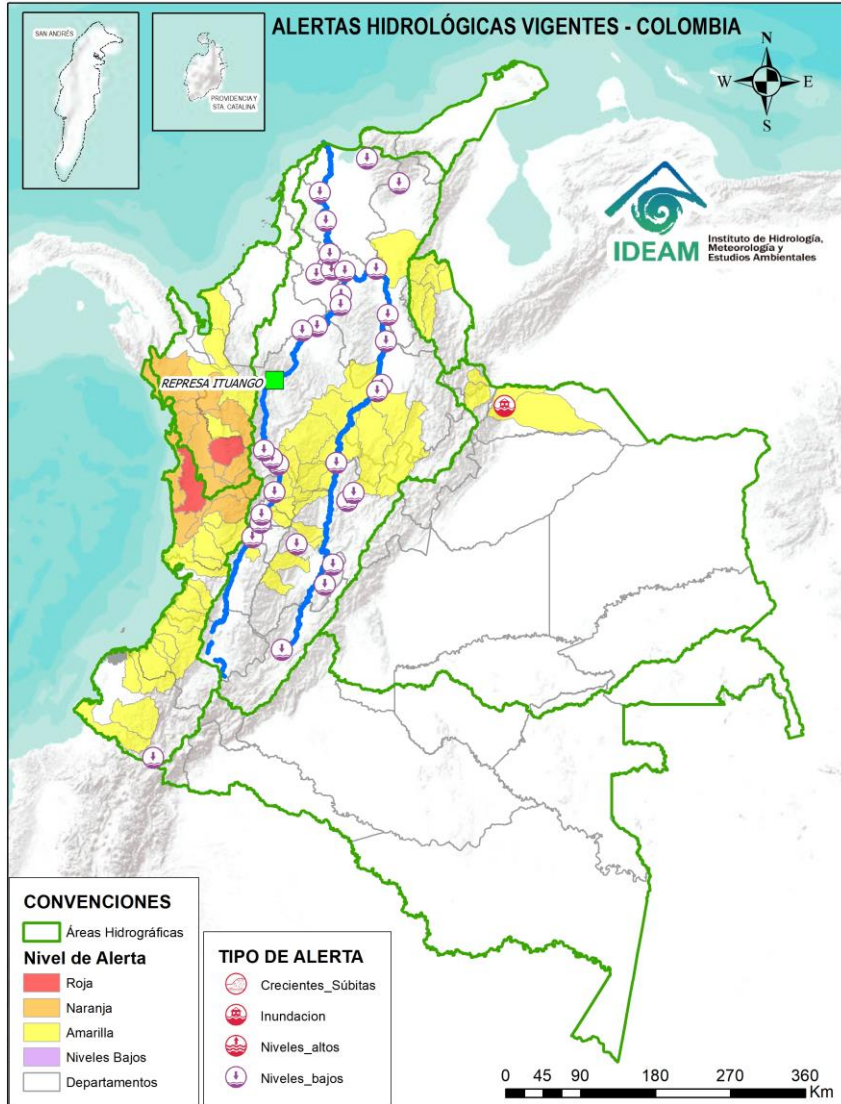 ALERTAS HIDROLÓGICAS VIGENTES - COLOMBIA
SAN ANDRÉS
PROVIDENCIA Y
STA. CATALINA
N
W E
S
IDEAM
Instituto de Hidrología,
Meteorología y
Estudios Ambientales
REPRESA ITUANGO
CONVENCIONES
Áreas Hidrográficas
Nivel de Alerta
Roja
Naranja
Amarilla
Niveles Bajos
Departamentos
TIPO DE ALERTA
Crecientes_Súbitas
Inundacion
Niveles_altos
Niveles_bajos
0 45 90 180 270 360
Km